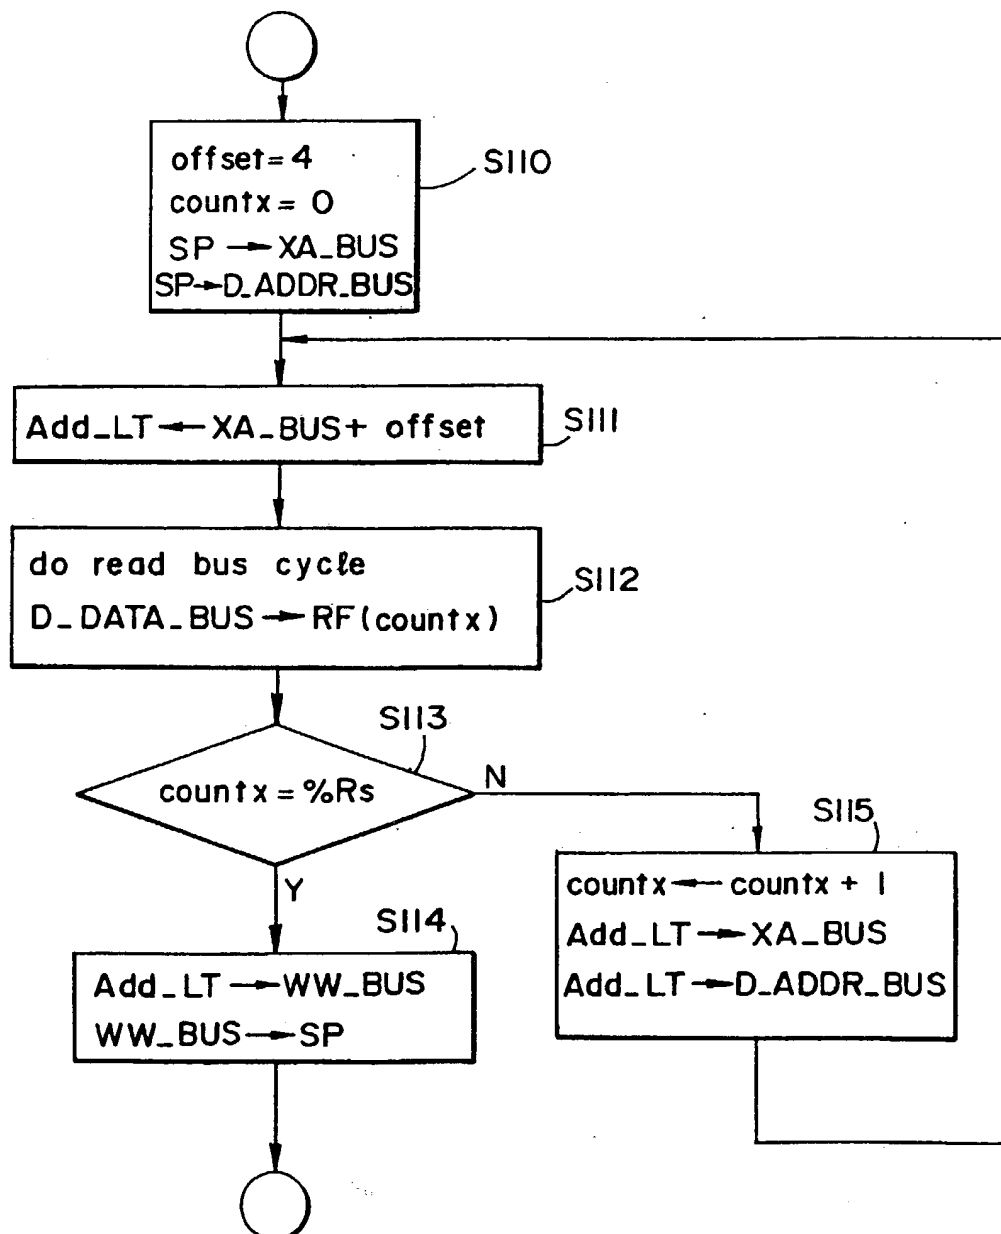 offset=4
countx = 0
SP → XA_BUS
SP→D_ADDR_BUS
S110
Add_LT ← XA_BUS+ offset
S111
do read bus cycle
D_DATA_BUS → RF(countx)
S112
S113
countx = %Rs
N
Y
S115
countx ← countx + 1
Add_LT → XA_BUS
Add_LT → D_ADDR_BUS
S114
Add_LT → WW_BUS
WW_BUS → SP